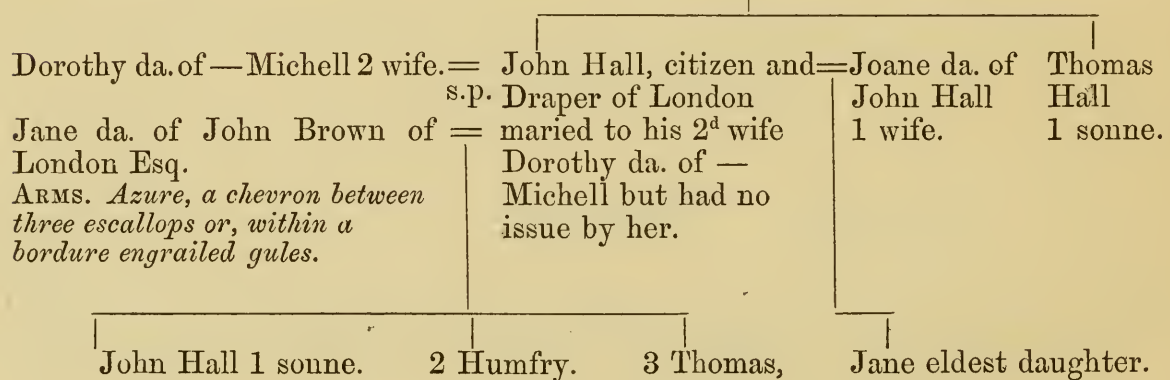 Dorothy da. of — Michell 2 wife. = John Hall, citizen and = Joane da. of Thomas
s.p. Draper of London John Hall Hall
Jane da. of John Brown of = maried to his 2d wife 1 wife. 1 sonne.
London Esq. Dorothy da. of —
ARMS. Azure, a chevron between Michell but had no
three escallops or, within a issue by her.
bordure engrailed gules.
John Hall 1 sonne. 2 Humfry. 3 Thomas, Jane eldest daughter.